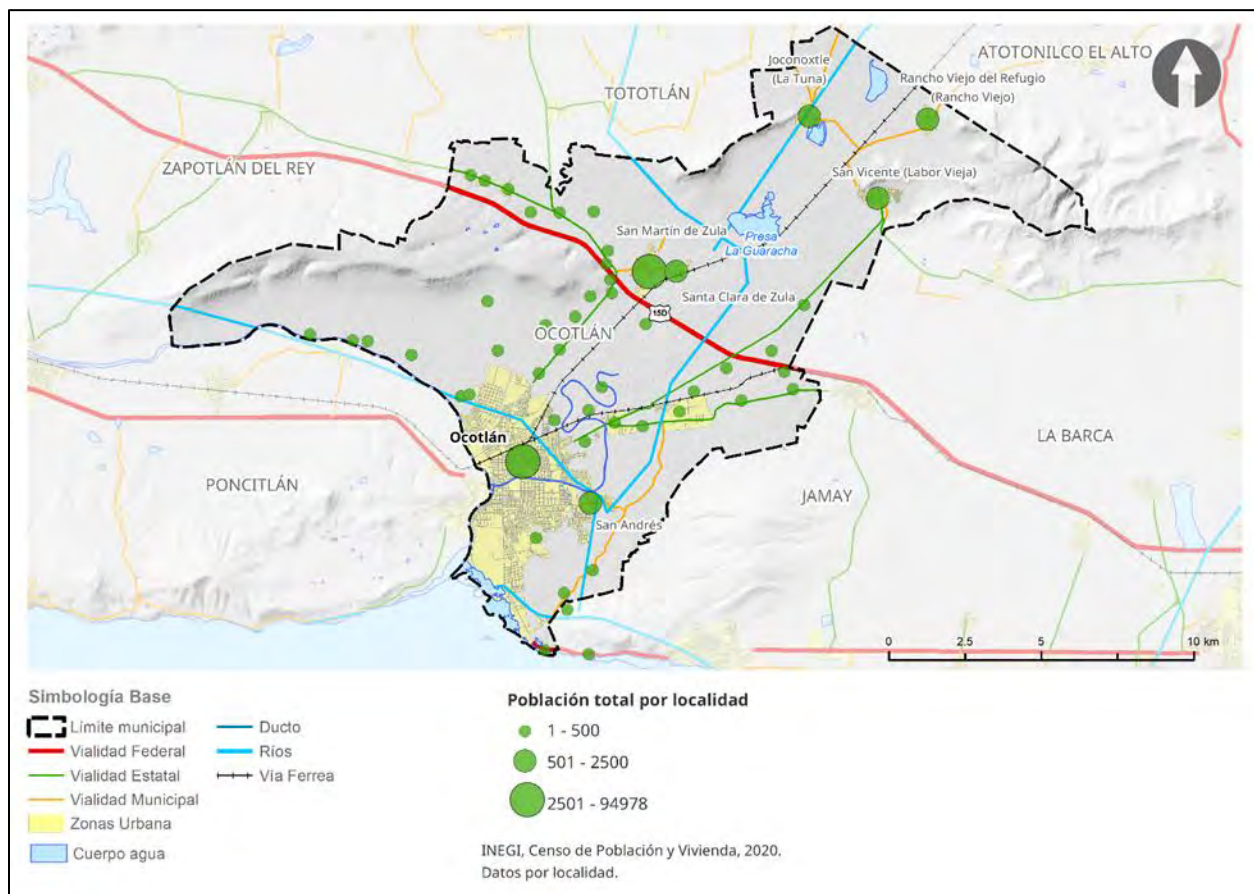 ATOTONILCO EL ALTO
Joconoxtle
(La Tuna)
Rancho Viejo del Refugio
(Rancho Viejo)
TOTOTLÁN
ZAPOTLÁN DEL REY
San Vicente (Labor Vieja)
San Martín de Zula
Presa
La Guaracha
Santa Clara de Zula
15D
OCOTLÁN
Ocotlán
LA BARCA
PONCITLÁN
JAMAY
San Andrés
0 2.5 5 10 km
Simbología Base
Límite municipal
Vialidad Federal
Vialidad Estatal
Vialidad Municipal
Zonas Urbana
Cuerpo agua
Ducto
Ríos
Vía Ferrea
Población total por localidad
1 - 500
501 - 2500
2501 - 94978
INEGI, Censo de Población y Vivienda, 2020.
Datos por localidad.